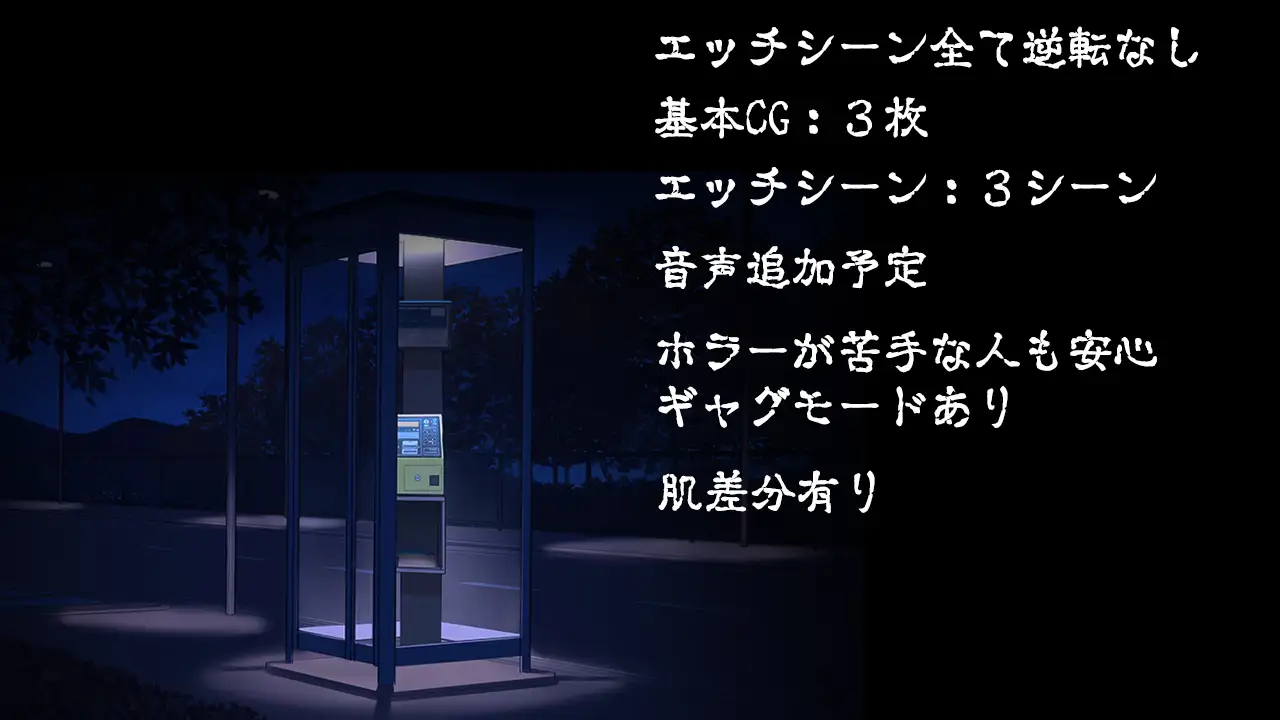 エッチシーン全て逆転なし
基本CG：３枚
エッチシーン：３シーン
音声追加予定
ホラーが苦手な人も安心
ギャグモードあり
肌差分有り